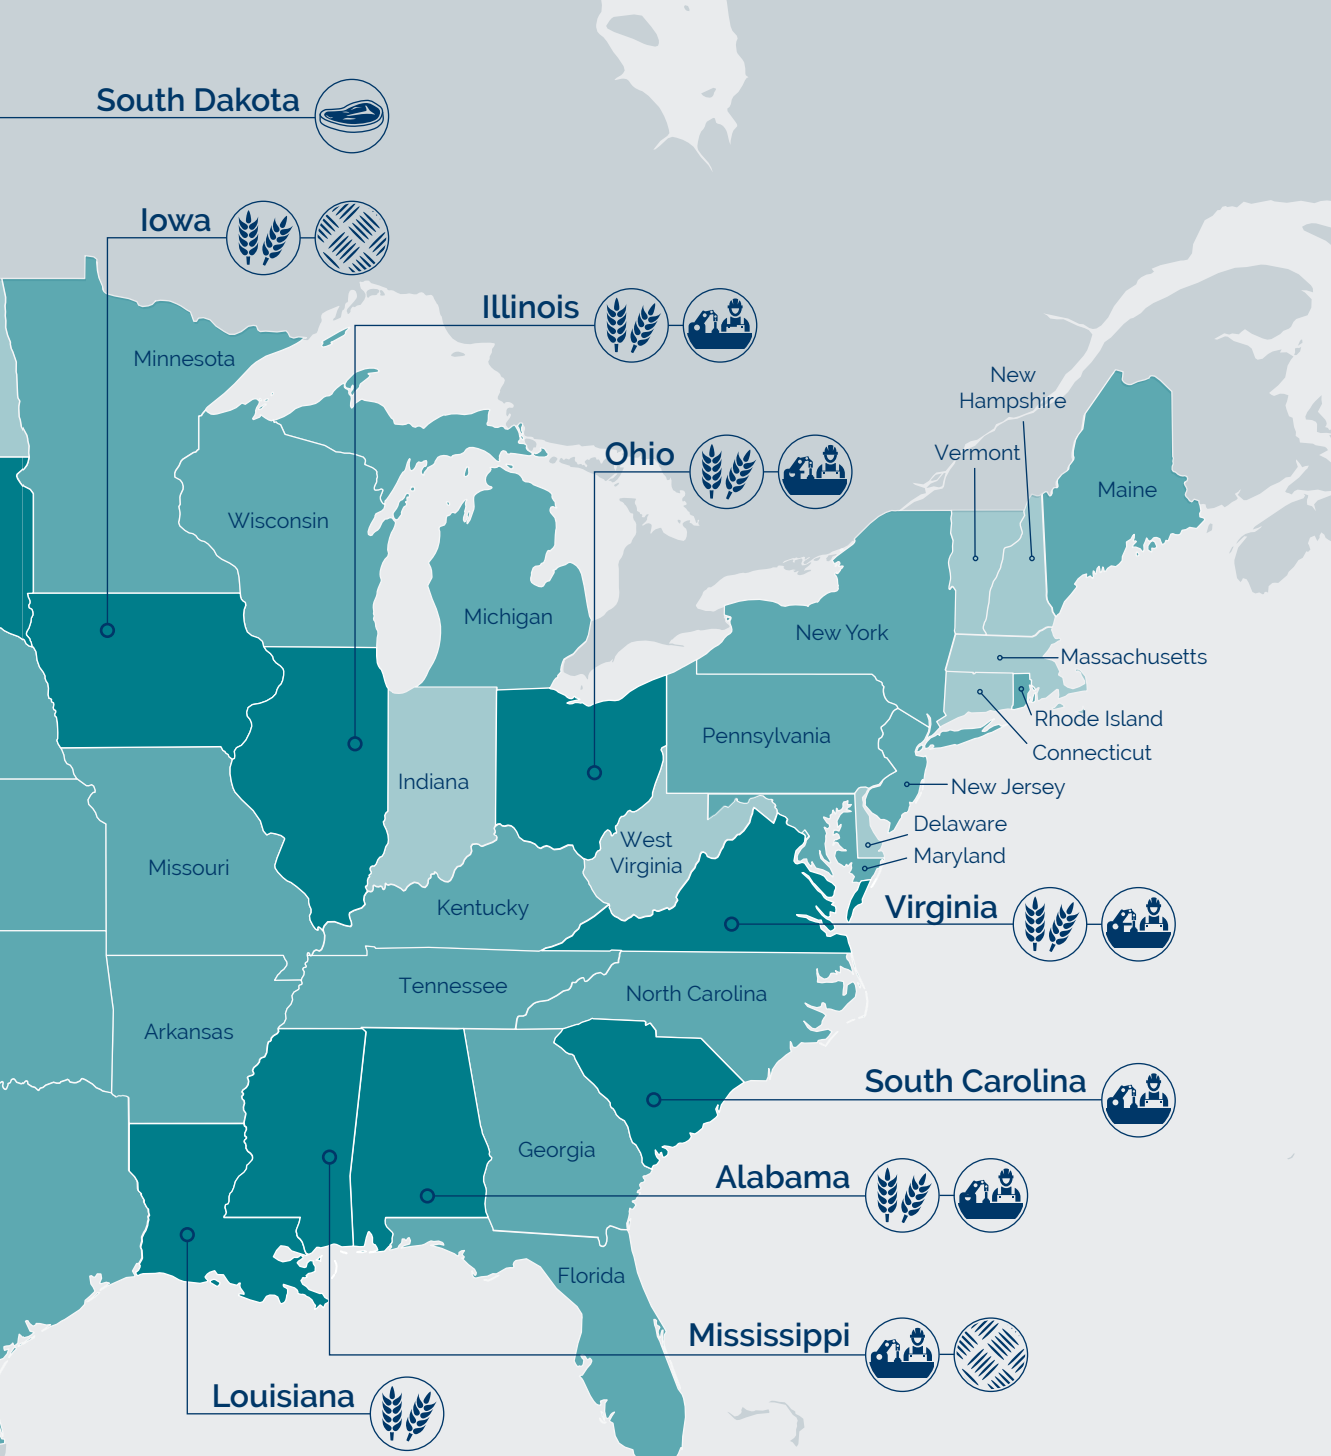 South Dakota
Iowa
Illinois
Minnesota
New
Hampshire
Vermont
Ohio
Maine
Wisconsin
Michigan
New York
Massachusetts
Rhode Island
Pennsylvania
Connecticut
Indiana
New Jersey
Delaware
West
Virginia
Maryland
Missouri
Kentucky
Virginia
Tennessee
North Carolina
Arkansas
South Carolina
Georgia
Alabama
Florida
Mississippi
Louisiana